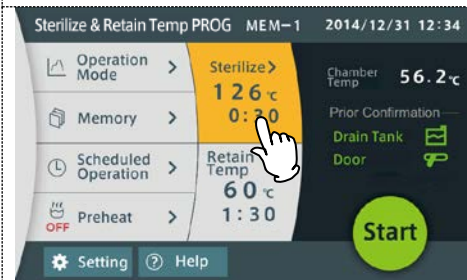 Sterilize & Retain Temp PROG MEM-1 2014/12/31 12:34
Operation
Mode >
Memory >
Scheduled
Operation >
OFF Preheat >
Sterilize>
126℃
0:30
Retain
Temp
60℃
1:30
Chamber
Temp 56.2℃
Prior Confirmation
Drain Tank
Door
Start
Setting ? Help